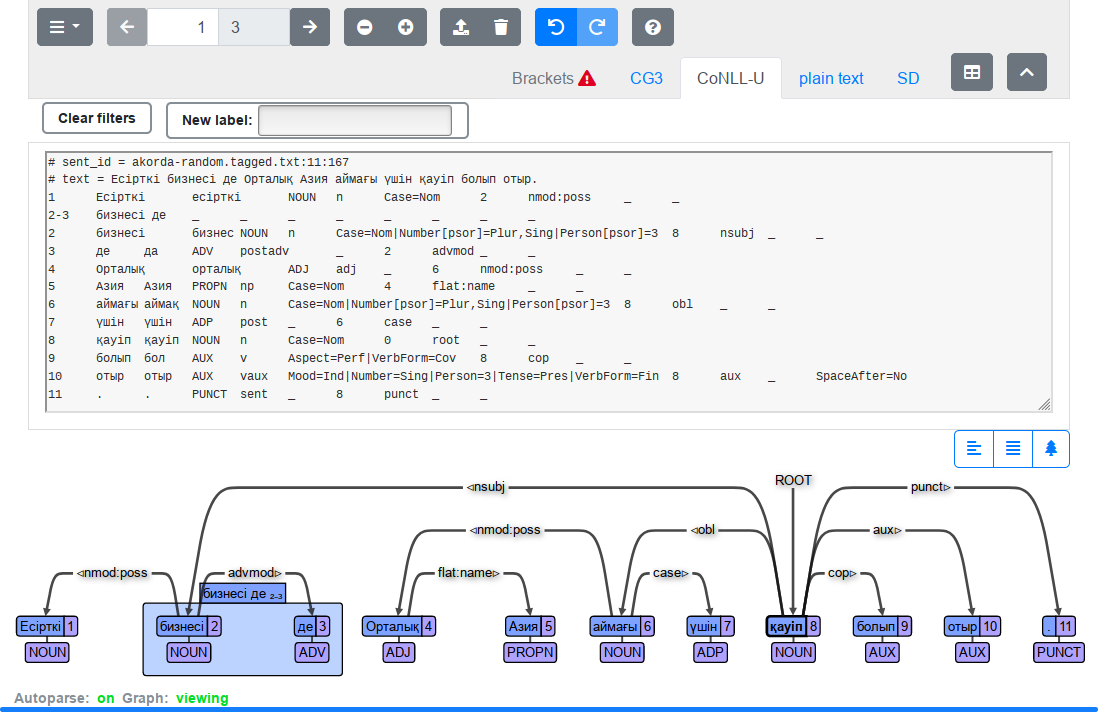 1 3
Brackets CG3 CoNLL-U plain text SD
Clear filters New label:
# sent_id = akorda-random.tagged.txt:11:167
# text = Есірткі бизнесі де Орталық Азия аймағы үшін қауіп болып отыр.
1 Есірткі есірткі NOUN n Case=Nom 2 nmod:poss _ _
2-3 бизнесі де _ _ _ _ _ _ _ _
2 бизнесі бизнес NOUN n Case=Nom|Number[psor]=Plur,Sing|Person[psor]=3 8 nsubj _ _
3 де да ADV postadv _ 2 advmod _ _
4 Орталық орталық ADJ adj _ 6 nmod:poss _ _
5 Азия Азия PROPN np Case=Nom 4 flat:name _ _
6 аймағы аймақ NOUN n Case=Nom|Number[psor]=Plur,Sing|Person[psor]=3 8 obl _ _
7 үшін үшін ADP post _ 6 case _ _
8 қауіп қауіп NOUN n Case=Nom 0 root _ _
9 болып бол AUX v Aspect=Perf|VerbForm=Cov 8 cop _ _
10 отыр отыр AUX vaux Mood=Ind|Number=Sing|Person=3|Tense=Pres|VerbForm=Fin 8 aux _ SpaceAfter=No
11 . . PUNCT sent _ 8 punct _ _
ROOT
◃nsubj punct▹
◃nmod:poss ◃obl aux▹
◃nmod:poss advmod▹ flat:name▹ case▹ cop▹
бизнесі де 2-3
Есірткі 1 бизнесі 2 де 3 Орталық 4 Азия 5 аймағы 6 үшін 7 қауіп 8 болып 9 отыр 10 . 11
NOUN NOUN ADV ADJ PROPN NOUN ADP NOUN AUX AUX PUNCT
Autoparse: on Graph: viewing